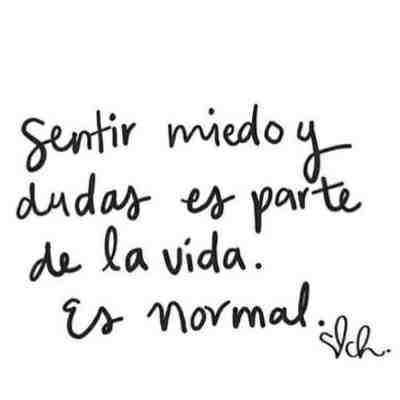 Sentir miedo y
dudas es parte
de la vida.
Es normal.